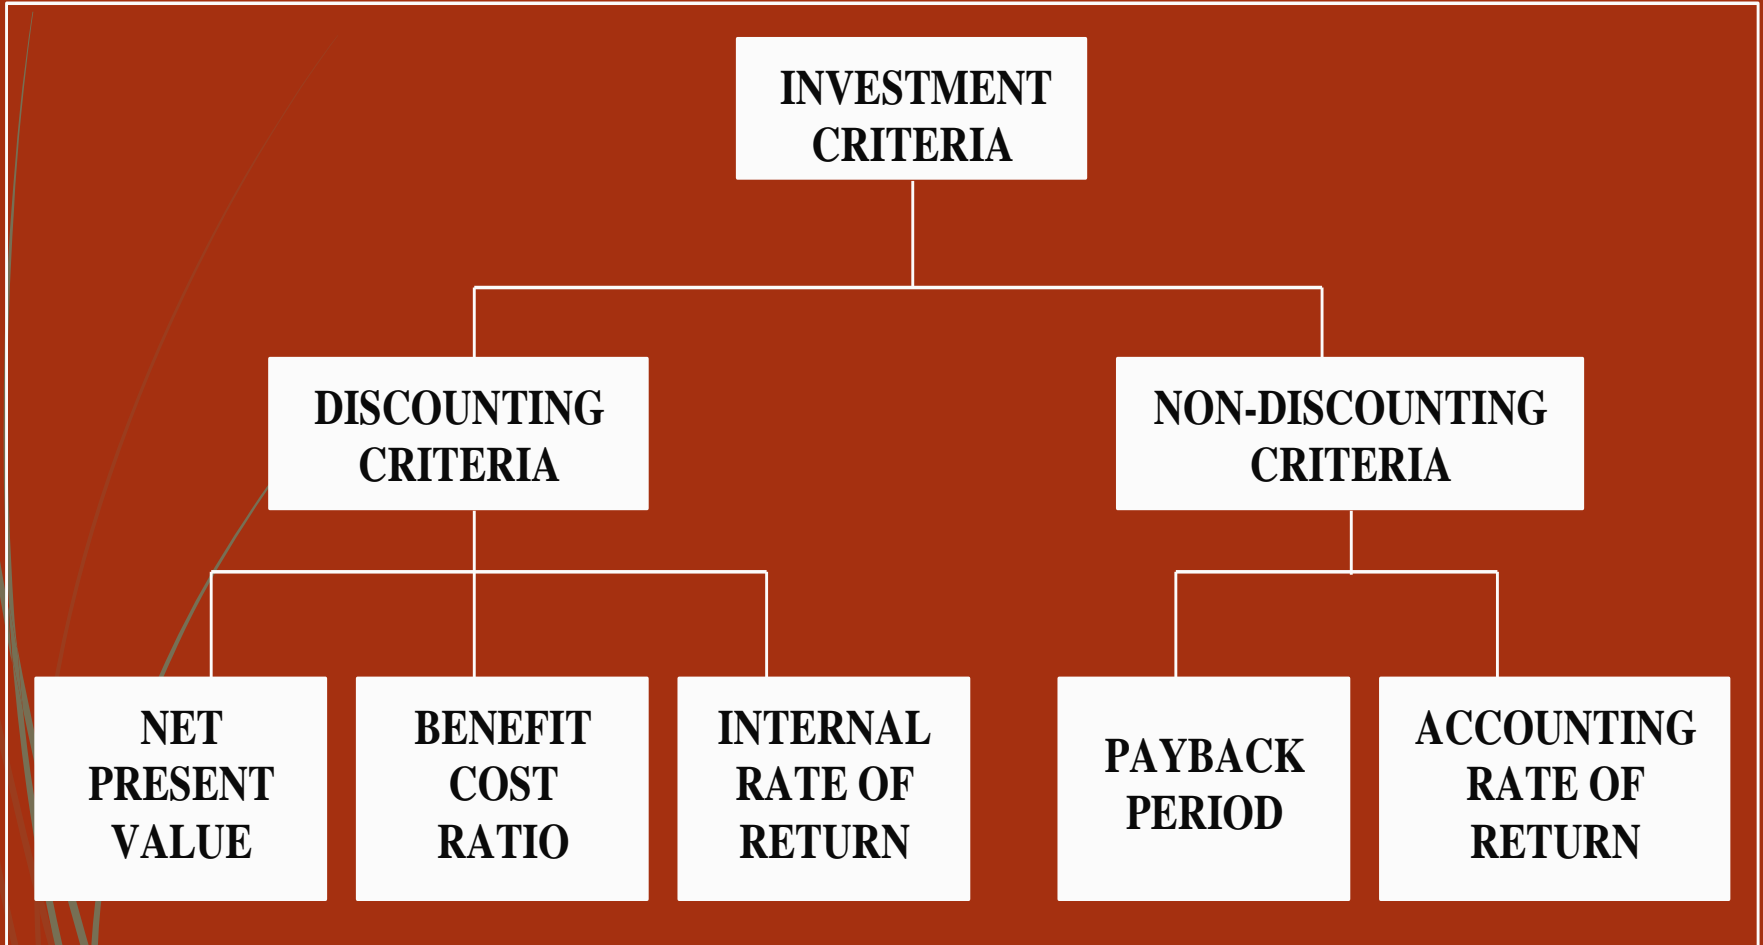 INVESTMENT
CRITERIA
DISCOUNTING
CRITERIA
NON-DISCOUNTING
CRITERIA
NET
PRESENT
VALUE
BENEFIT
COST
RATIO
INTERNAL
RATE OF
RETURN
PAYBACK
PERIOD
ACCOUNTING
RATE OF
RETURN